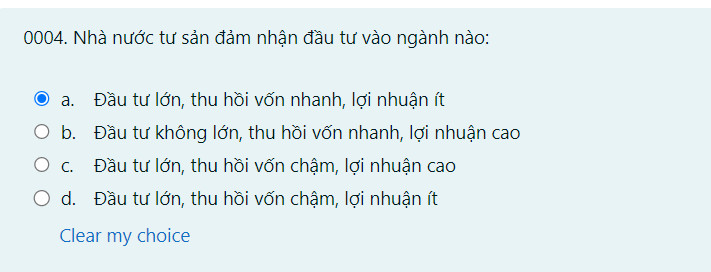 0004. Nhà nước tư sản đảm nhận đầu tư vào ngành nào:
a. Đầu tư lớn, thu hồi vốn nhanh, lợi nhuận ít
b. Đầu tư không lớn, thu hồi vốn nhanh, lợi nhuận cao
c. Đầu tư lớn, thu hồi vốn chậm, lợi nhuận cao
d. Đầu tư lớn, thu hồi vốn chậm, lợi nhuận ít
Clear my choice